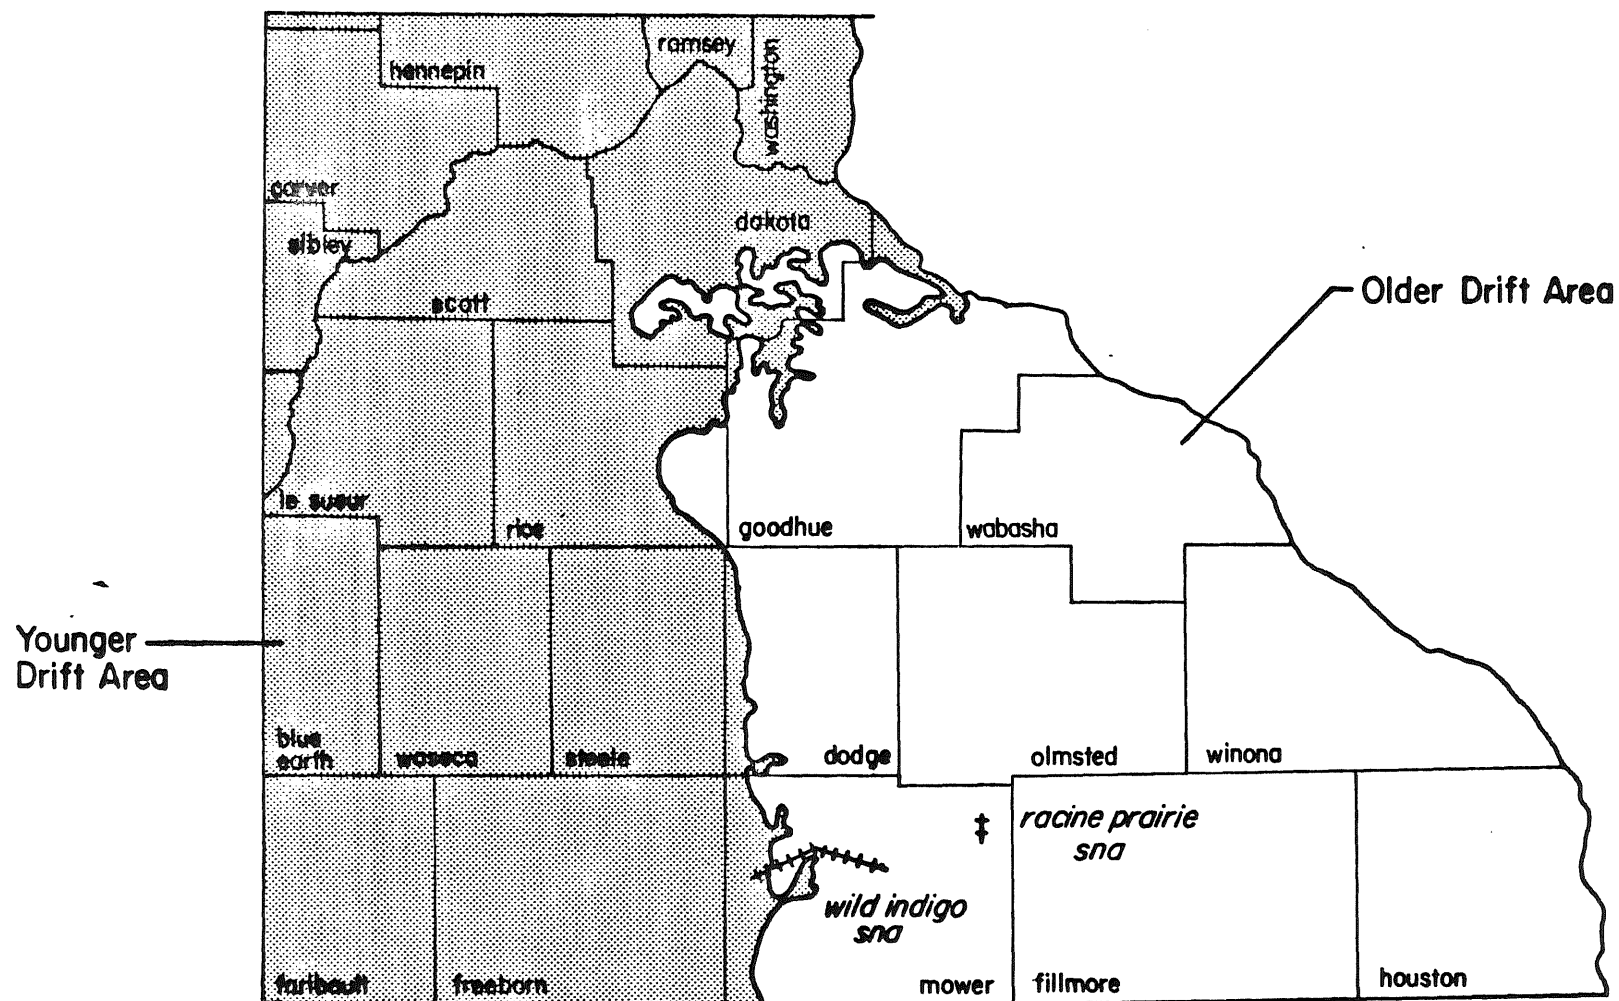 ramsey
hennepin
washington
carver
sibley
dakota
scott
Older Drift Area
le sueur
rice
goodhue
wabasha
Younger
Drift Area
blue
earth
waseca
steele
dodge
olmsted
winona
racine prairie
sna
wild indigo
sna
faribault
freeborn
mower
fillmore
houston